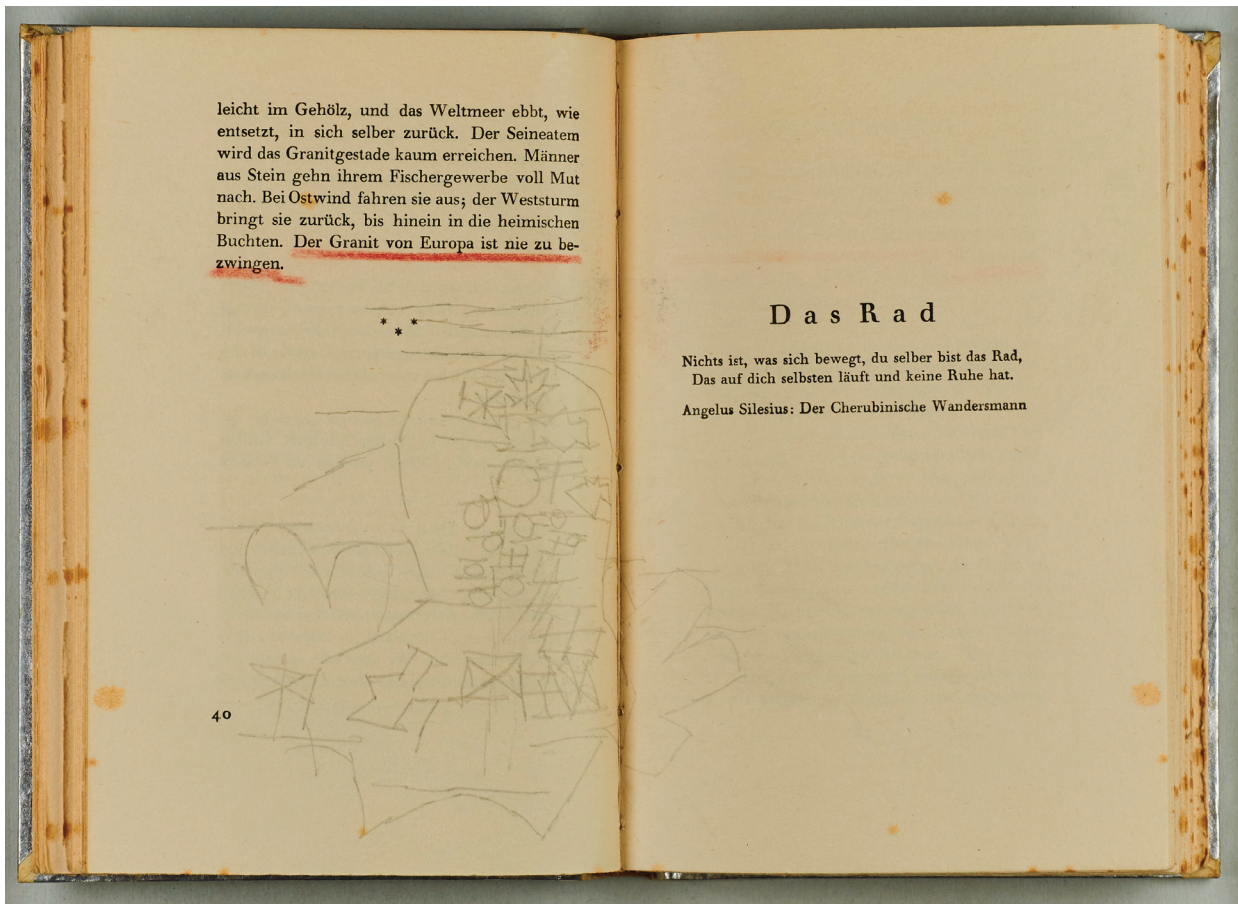 leicht im Gehölz, und das Weltmeer ebbt, wie
entsetzt, in sich selber zurück. Der Seineatem
wird das Granitgestade kaum erreichen. Männer
aus Stein gehn ihrem Fischergewerbe voll Mut
nach. Bei Ostwind fahren sie aus; der Weststurm
bringt sie zurück, bis hinein in die heimischen
Buchten. Der Granit von Europa ist nie zu be-
zwingen.
* * *
40
Das Rad
Nichts ist, was sich bewegt, du selber bist das Rad,
Das auf dich selbsten läuft und keine Ruhe hat.
Angelus Silesius: Der Cherubinische Wandersmann